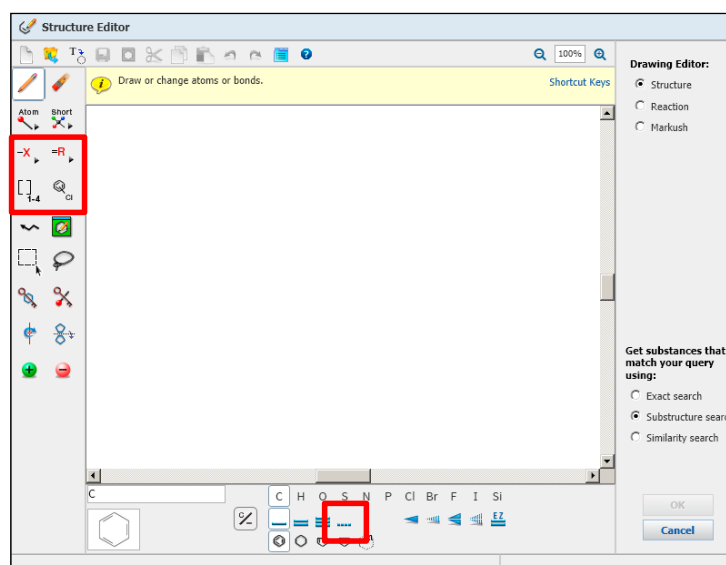 Structure Editor
100%
Draw or change atoms or bonds.
Shortcut Keys
Drawing Editor:
Structure
Reaction
Markush
Atom
Short
-X
=R
[ ] 1-4
Cl
Get substances that
match your query
using:
Exact search
Substructure sear
Similarity search
C
C H O S N P Cl Br F I Si
EZ
OK
Cancel